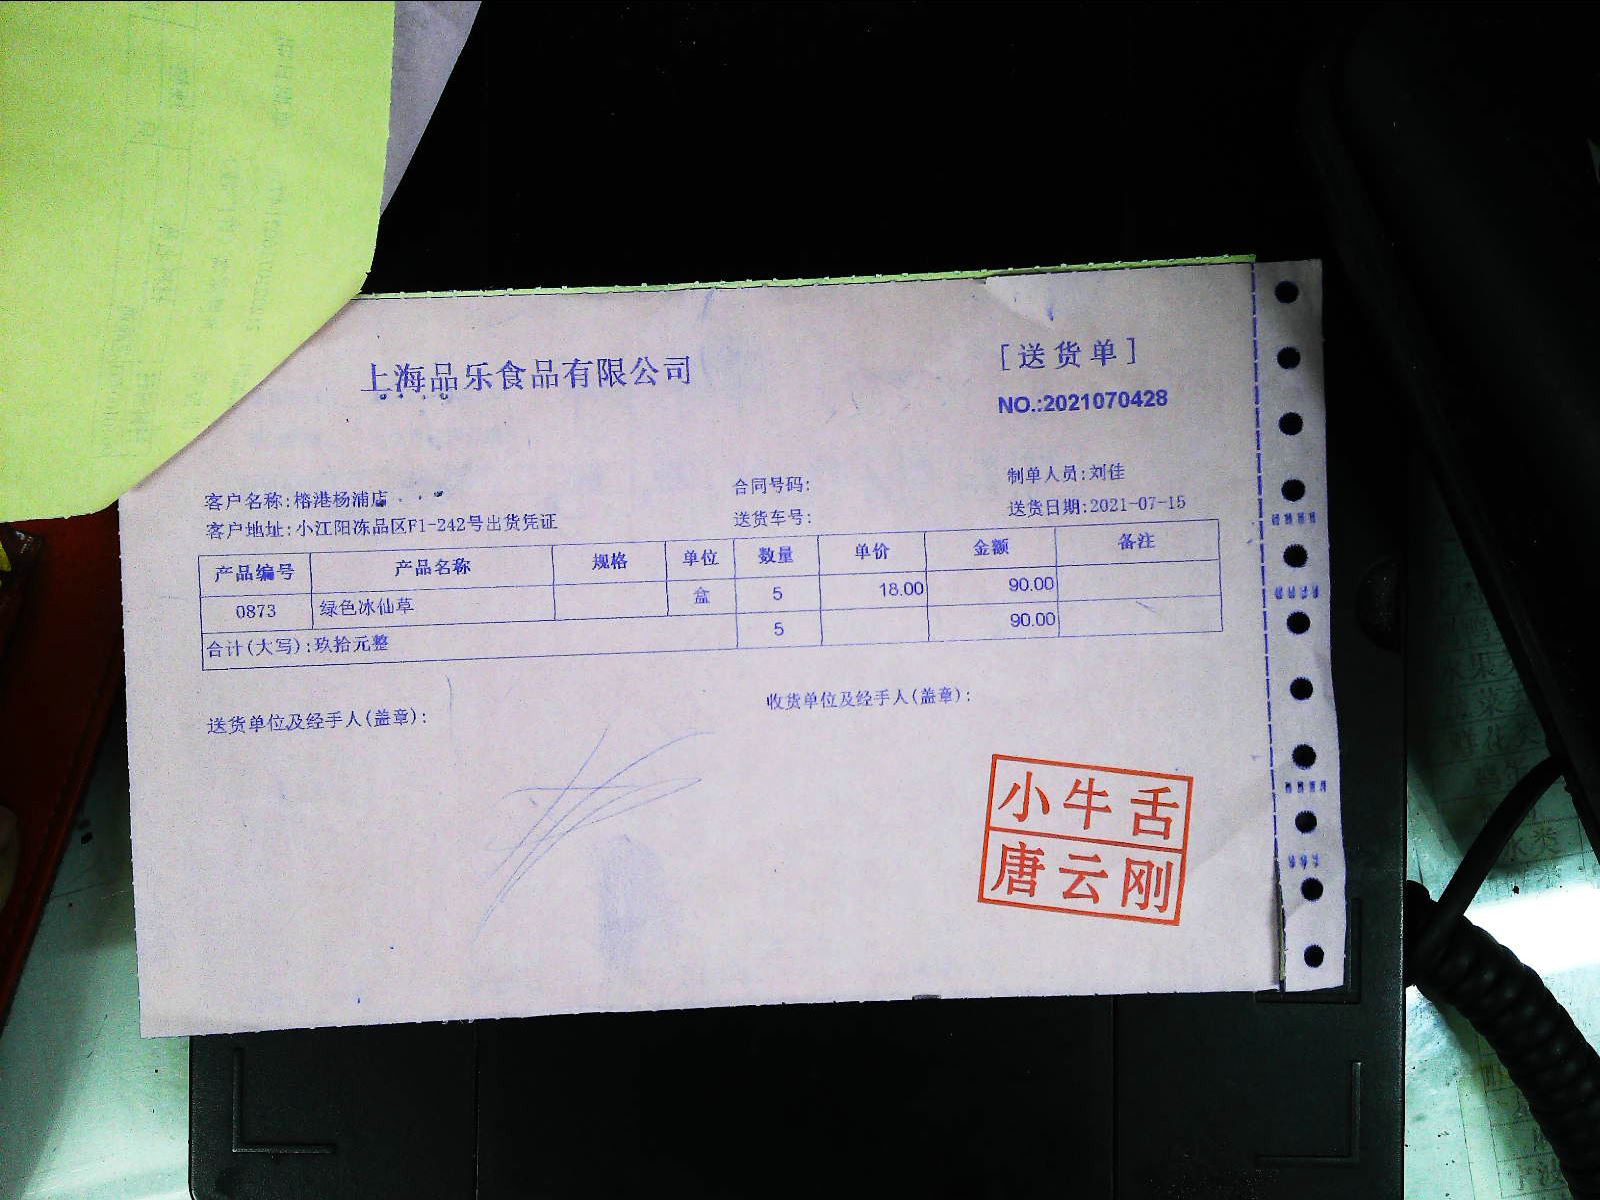 上海品乐食品有限公司
[送货单]
NO.:2021070428
客户名称:榕港杨浦店
合同号码:
制单人员:刘佳
客户地址:小江阳冻品区F1-242号出货凭证
送货车号:
送货日期:2021-07-15
产品编号 产品名称 规格 单位 数量 单价 金额 备注
0873 绿色冰仙草 盒 5 18.00 90.00
合计(大写):玖拾元整 5 90.00
送货单位及经手人(盖章):
收货单位及经手人(盖章):
小牛舌
唐云刚